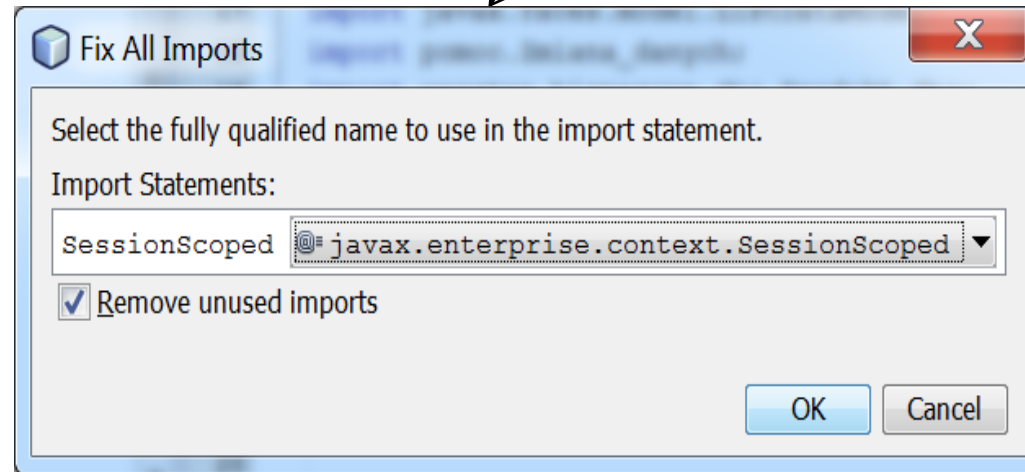 Fix All Imports
Select the fully qualified name to use in the import statement.
Import Statements:
SessionScoped javax.enterprise.context.SessionScoped
Remove unused imports
OK Cancel